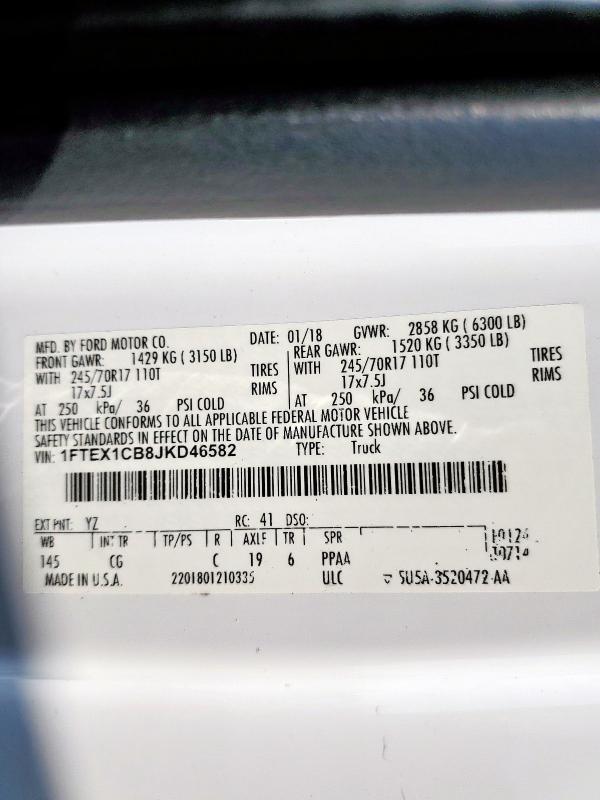 MFD. BY FORD MOTOR CO. DATE: 01/18 GVWR: 2858 KG ( 6300 LB)
FRONT GAWR: 1429 KG ( 3150 LB) REAR GAWR: 1520 KG ( 3350 LB)
WITH 245/70R17 110T TIRES WITH 245/70R17 110T TIRES
17x7.5J RIMS 17x7.5J RIMS
AT 250 kPa/ 36 PSI COLD AT 250 kPa/ 36 PSI COLD
THIS VEHICLE CONFORMS TO ALL APPLICABLE FEDERAL MOTOR VEHICLE
SAFETY STANDARDS IN EFFECT ON THE DATE OF MANUFACTURE SHOWN ABOVE.
VIN: 1FTEX1CB8JKD46582 TYPE: Truck
EXT PNT: YZ RC: 41 DSO:
WB INT TR TP/PS R AXLE TR SPR
145 CG C 19 6 PPAA
MADE IN U.S.A. 2201801210335 ULC 5U5A-3520472-AA